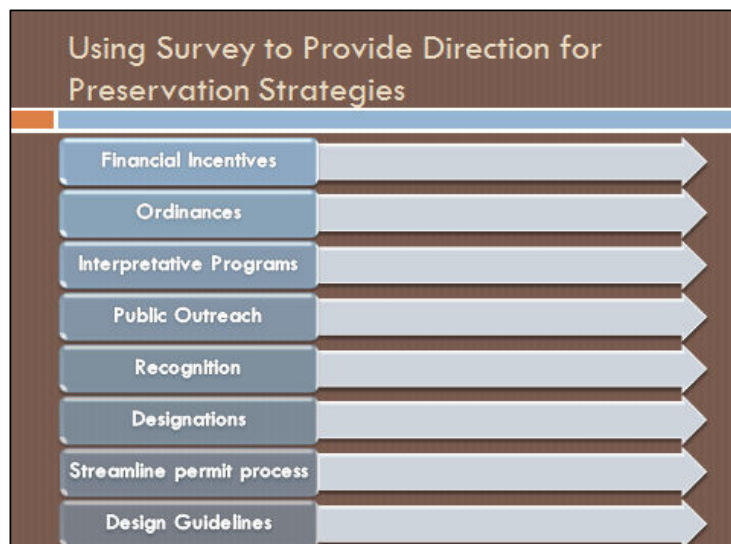 Using Survey to Provide Direction for
Preservation Strategies
Financial Incentives
Ordinances
Interpretative Programs
Public Outreach
Recognition
Designations
Streamline permit process
Design Guidelines